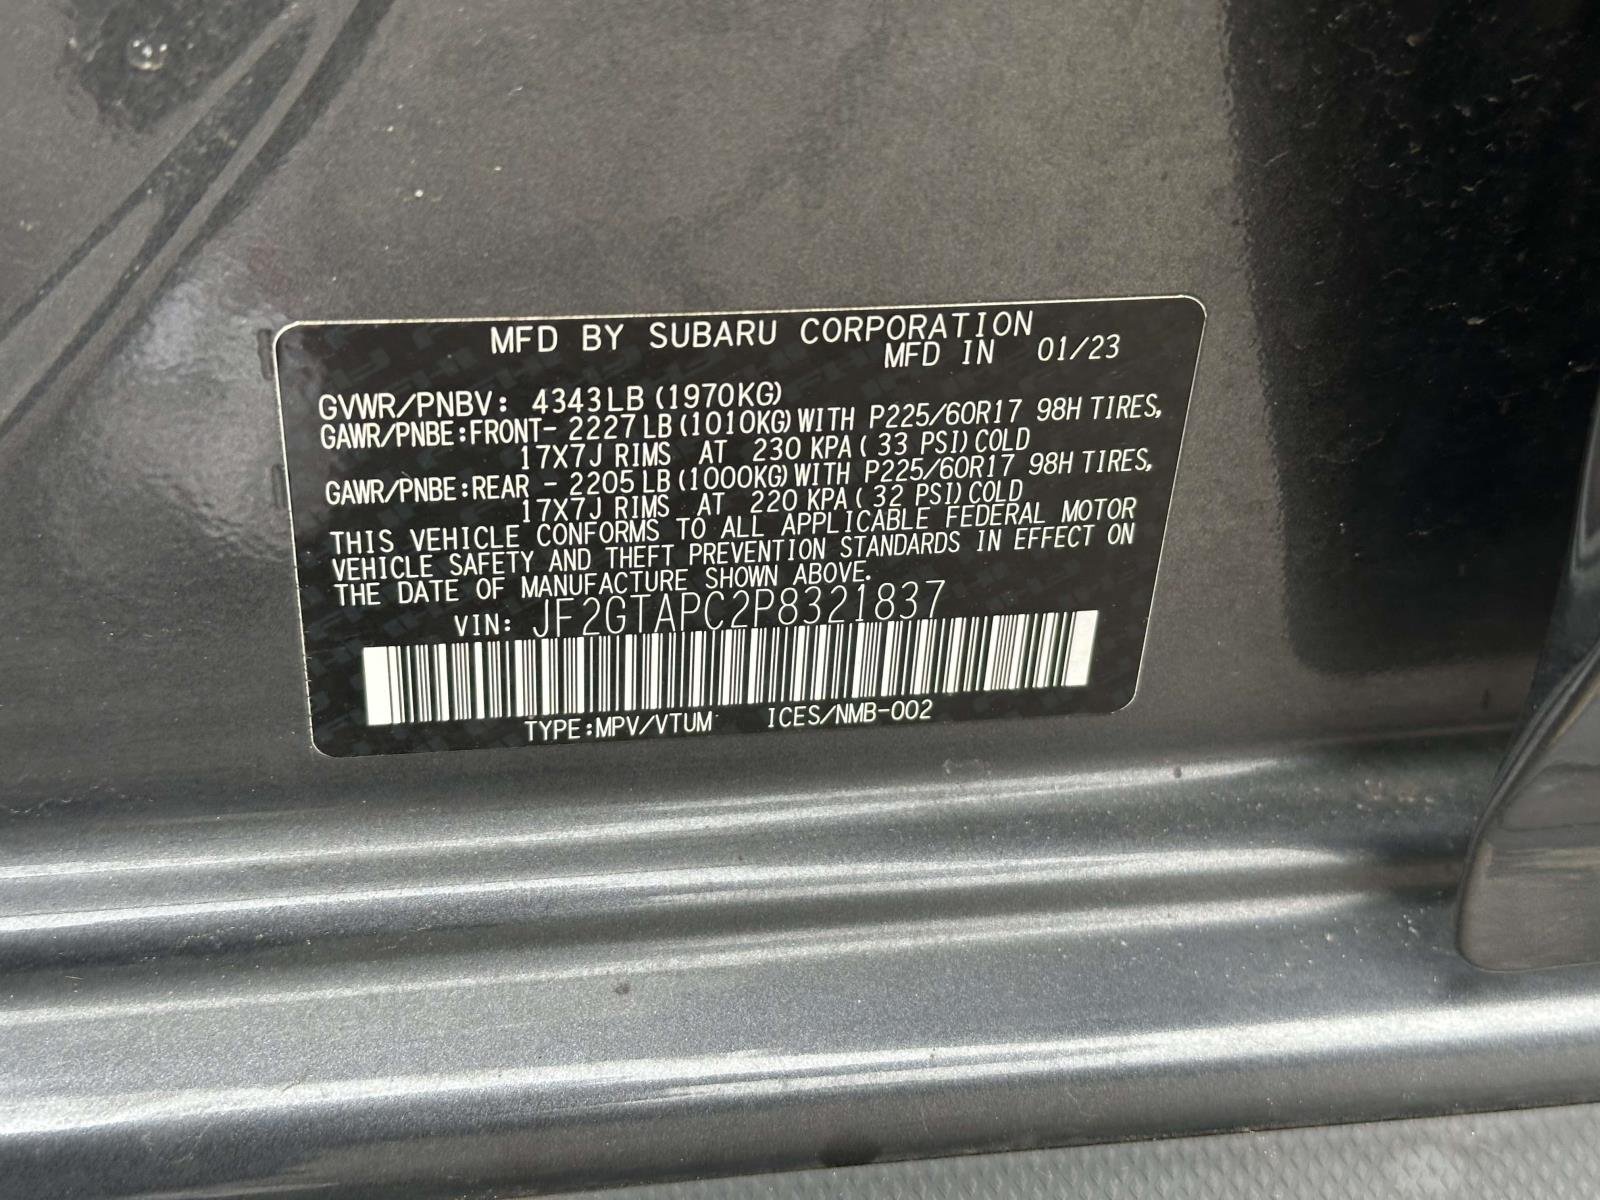 MFD BY SUBARU CORPORATION
MFD IN 01/23
GVWR/PNBV: 4343LB(1970KG)
GAWR/PNBE:FRONT- 2227LB(1010KG)WITH P225/60R17 98H TIRES,
17X7J RIMS AT 230 KPA( 33 PSI)COLD
GAWR/PNBE:REAR - 2205LB(1000KG)WITH P225/60R17 98H TIRES,
17X7J RIMS AT 220 KPA( 32 PSI)COLD
THIS VEHICLE CONFORMS TO ALL APPLICABLE FEDERAL MOTOR
VEHICLE SAFETY AND THEFT PREVENTION STANDARDS IN EFFECT ON
THE DATE OF MANUFACTURE SHOWN ABOVE.
VIN: JF2GTAPC2P8321837
TYPE:MPV/VTUM ICES/NMB-002